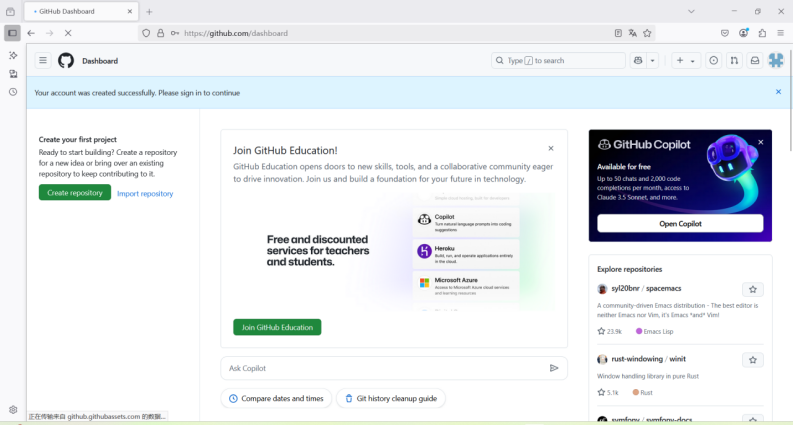 GitHub Dashboard
https://github.com/dashboard
Dashboard
Type / to search
Your account was created successfully. Please sign in to continue
Create your first project
Ready to start building? Create a repository
for a new idea or bring over an existing
repository to keep contributing to it.
Create repository
Import repository
Join GitHub Education!
GitHub Education opens doors to new skills, tools, and a collaborative community eager
to drive innovation. Join us and build a foundation for your future in technology.
Free and discounted
services for teachers
and students.
Copilot
Turn natural language prompts into coding
suggestions
Heroku
Build, run, and operate applications entirely
in the cloud.
Microsoft Azure
Access to Microsoft Azure cloud services
and learning resources
Join GitHub Education
Ask Copilot
Compare dates and times
Git history cleanup guide
GitHub Copilot
Available for free
Up to 50 chats and 2,000 code
completions per month, access to
Claude 3.5 Sonnet, and more.
Open Copilot
Explore repositories
syl20bnr / spacemacs
A community-driven Emacs distribution - The best editor is
neither Emacs nor Vim, it's Emacs *and* Vim!
23.9k
Emacs Lisp
rust-windowing / winit
Window handling library in pure Rust
5.1k
Rust
symfony / symfony-docs
正在传输来自 github.githubassets.com 的数据...